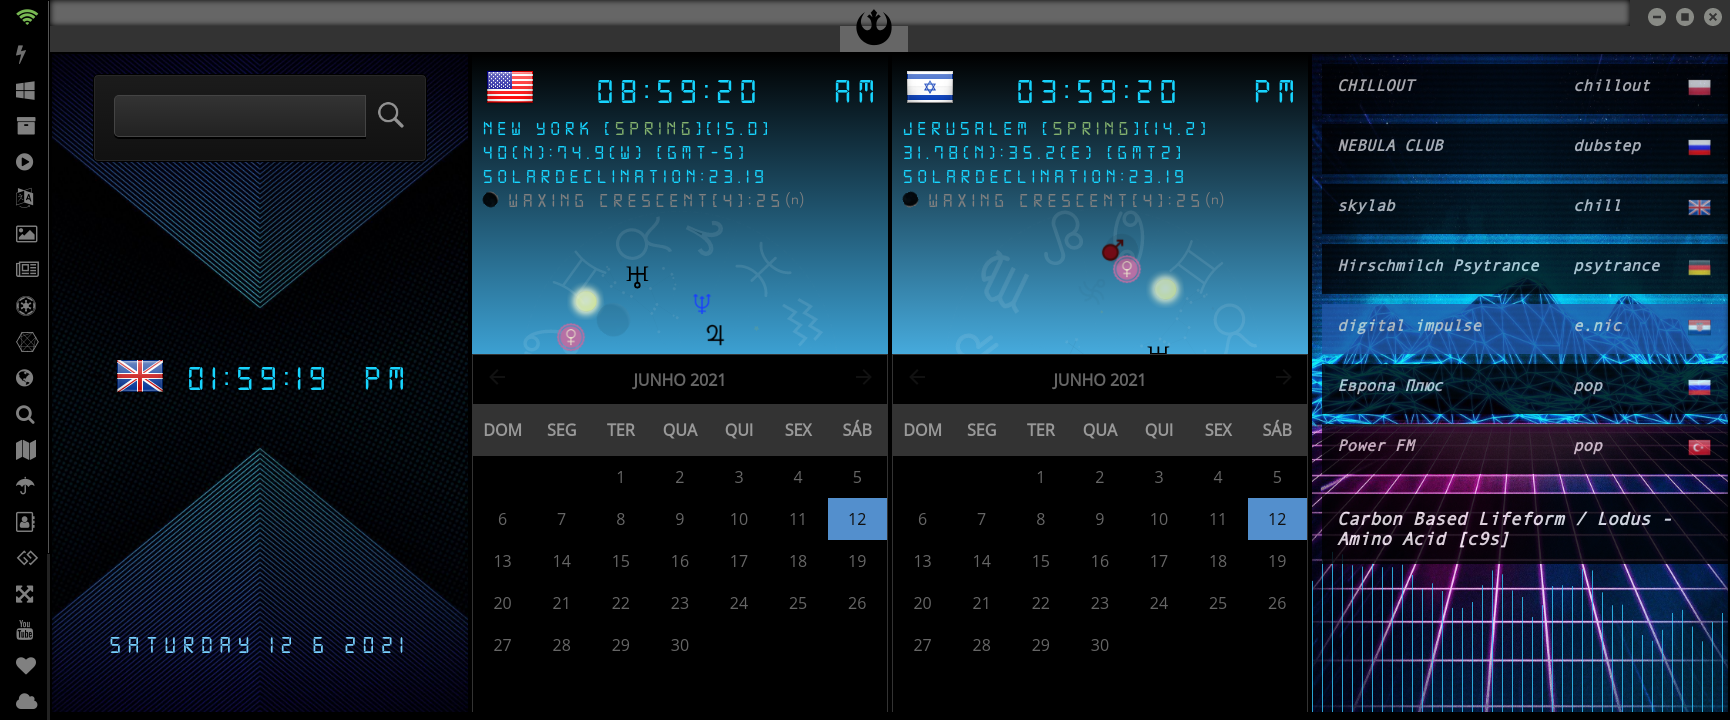 08:59:20 AM
NEW YORK [SPRING][15.0]
40(N):74.9(W) [GMT-5]
SOLARDECLINATION:23.19
WAXING CRESCENT[4]:25(n)
JUNHO 2021
DOM SEG TER QUA QUI SEX SÁB
1 2 3 4 5
6 7 8 9 10 11 12
13 14 15 16 17 18 19
20 21 22 23 24 25 26
27 28 29 30
03:59:20 PM
JERUSALEM [SPRING][14.2]
31.78(N):35.2(E) [GMT2]
SOLARDECLINATION:23.19
WAXING CRESCENT[4]:25(n)
JUNHO 2021
DOM SEG TER QUA QUI SEX SÁB
1 2 3 4 5
6 7 8 9 10 11 12
13 14 15 16 17 18 19
20 21 22 23 24 25 26
27 28 29 30
01:59:19 PM
SATURDAY 12 6 2021
CHILLOUT chillout
NEBULA CLUB dubstep
skylab chill
Hirschmilch Psytrance psytrance
digital impulse e.nic
Европа Плюс pop
Power FM pop
Carbon Based Lifeform / Lodus -
Amino Acid [c9s]
You
Tube